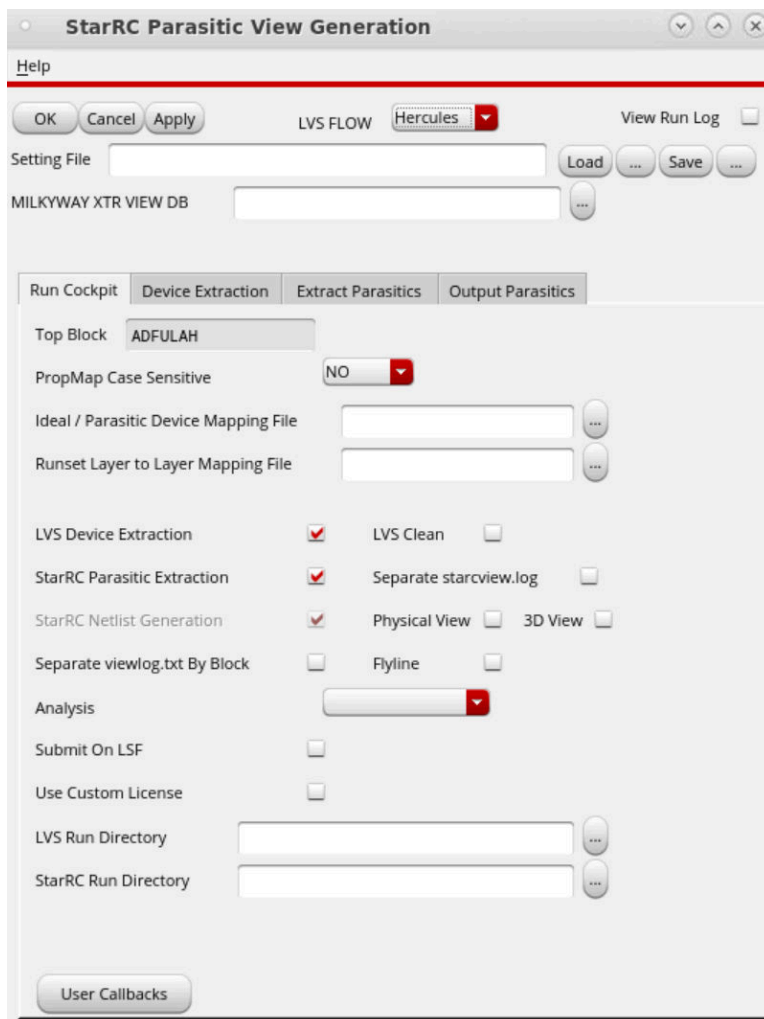 StarRC Parasitic View Generation
Help
OK Cancel Apply LVS FLOW Hercules View Run Log
Setting File Load ... Save ...
MILKYWAY XTR VIEW DB ...
Run Cockpit Device Extraction Extract Parasitics Output Parasitics
Top Block ADFULAH
PropMap Case Sensitive NO
Ideal / Parasitic Device Mapping File ...
Runset Layer to Layer Mapping File ...
LVS Device Extraction LVS Clean
StarRC Parasitic Extraction Separate starcview.log
StarRC Netlist Generation Physical View 3D View
Separate viewlog.txt By Block Flyline
Analysis
Submit On LSF
Use Custom License
LVS Run Directory ...
StarRC Run Directory ...
User Callbacks